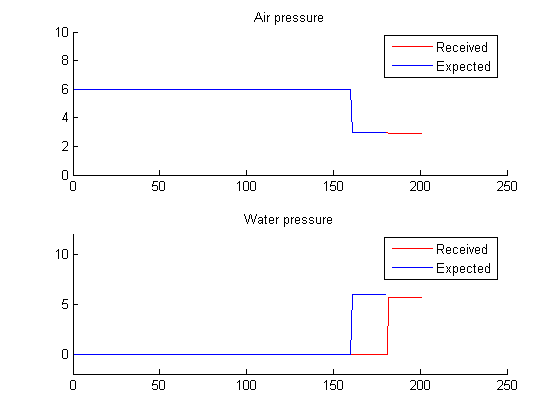 Air pressure
10
8
6
4
2
0
0 50 100 150 200 250
Received
Expected
Water pressure
10
5
0
0 50 100 150 200 250
Received
Expected